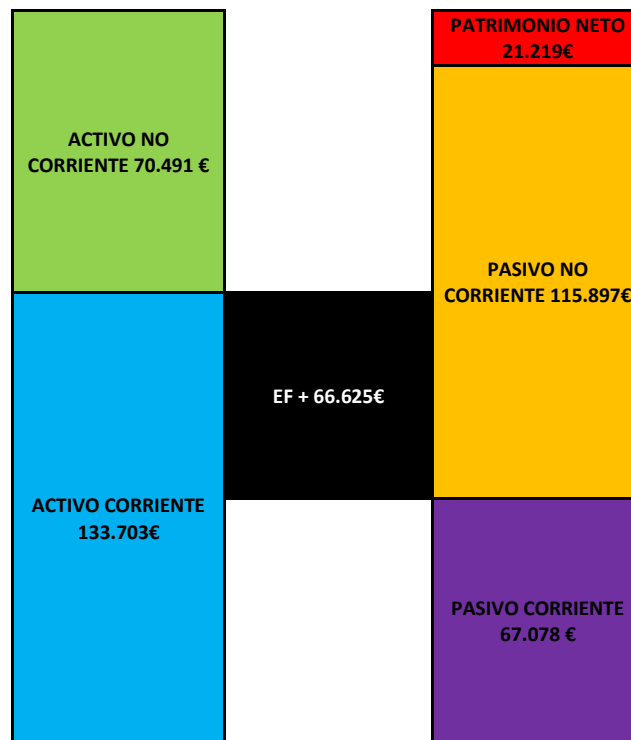 ACTIVO NO
CORRIENTE 70.491 €
ACTIVO CORRIENTE
133.703€
EF + 66.625€
PATRIMONIO NETO
21.219€
PASIVO NO
CORRIENTE 115.897€
PASIVO CORRIENTE
67.078 €